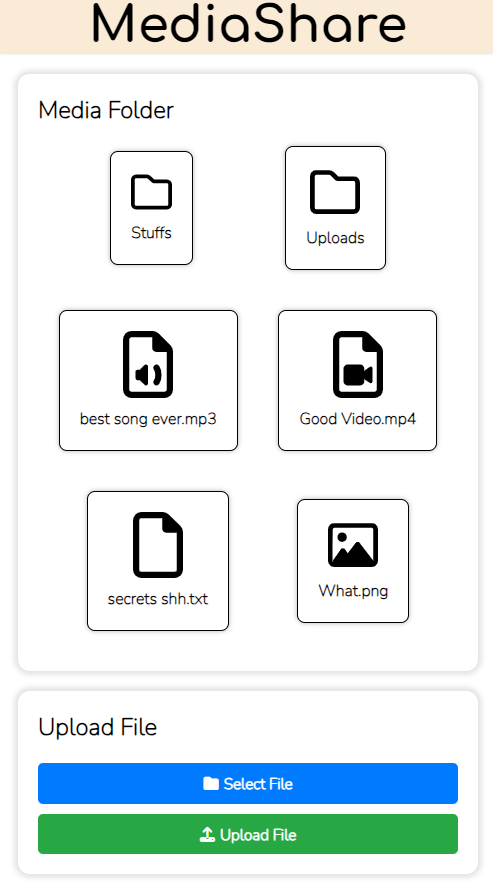 MediaShare
Media Folder
Stuffs
Uploads
best song ever.mp3
Good Video.mp4
secrets shh.txt
What.png
Upload File
Select File
Upload File